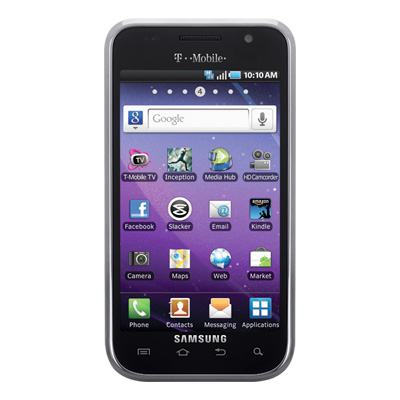 T··Mobile·
10:10 AM
4
8 Google
T-Mobile TV Inception Media Hub HD Camcorder
Facebook Slacker Email Kindle
Camera Maps Web Market
Phone Contacts Messaging Applications
SAMSUNG